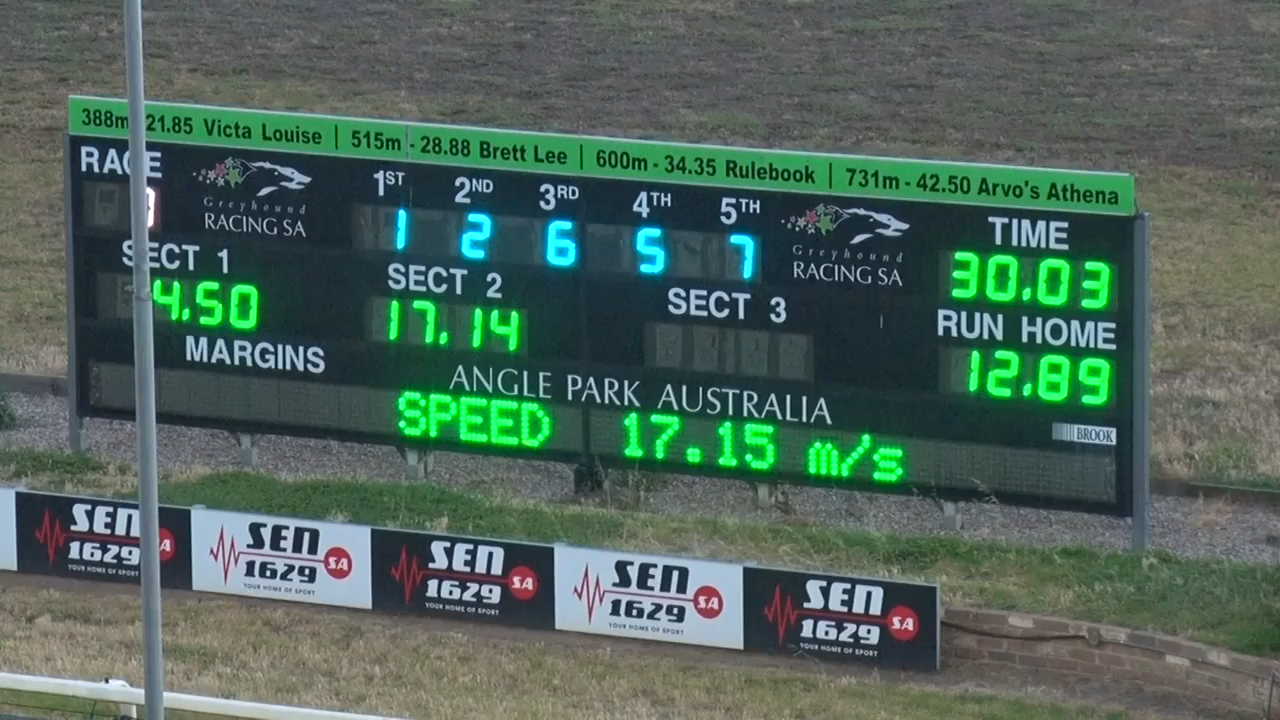 388m 21.85 Victa Louise | 515m - 28.88 Brett Lee | 600m - 34.35 Rulebook | 731m - 42.50 Arvo's Athena
RACE
Greyhound
RACING SA
1ST 2ND 3RD 4TH 5TH
1 2 6 5 7
Greyhound
RACING SA
TIME
30.03
SECT 1
4.50
SECT 2
17.14
SECT 3
RUN HOME
12.89
MARGINS
ANGLE PARK AUSTRALIA
SPEED 17.15 m/s
BROOK
SEN
1629
YOUR HOME OF SPORT
SEN
1629 SA
YOUR HOME OF SPORT
SEN
1629 SA
YOUR HOME OF SPORT
SEN
1629 SA
YOUR HOME OF SPORT
SEN
1629 SA
YOUR HOME OF SPORT